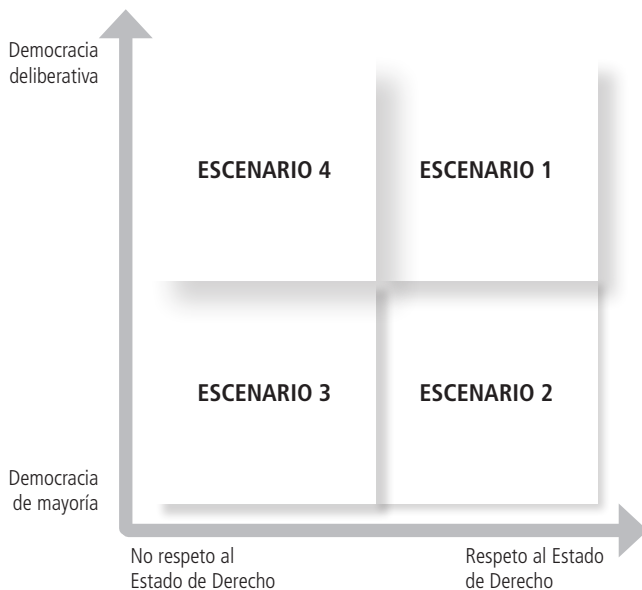 Democracia
deliberativa
ESCENARIO 4
ESCENARIO 1
ESCENARIO 3
ESCENARIO 2
Democracia
de mayoría
No respeto al
Estado de Derecho
Respeto al Estado
de Derecho